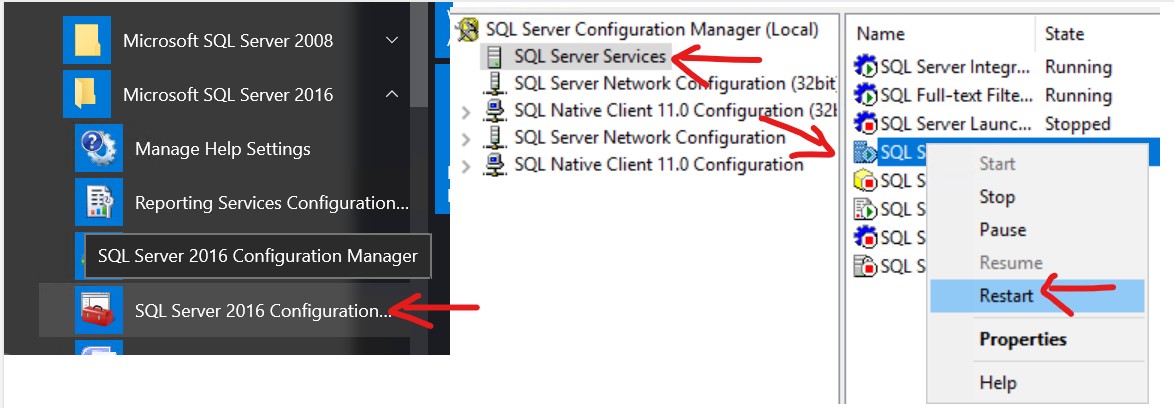 Microsoft SQL Server 2008
Microsoft SQL Server 2016
Manage Help Settings
Reporting Services Configuration...
SQL Server 2016 Configuration Manager
SQL Server 2016 Configuration...
SQL Server Configuration Manager (Local)
SQL Server Services
SQL Server Network Configuration (32bit
SQL Native Client 11.0 Configuration (32b
SQL Server Network Configuration
SQL Native Client 11.0 Configuration
Name State
SQL Server Integr... Running
SQL Full-text Filte... Running
SQL Server Launc... Stopped
SQL S
SQL S
SQL S
SQL S
SQL S
Start
Stop
Pause
Resume
Restart
Properties
Help